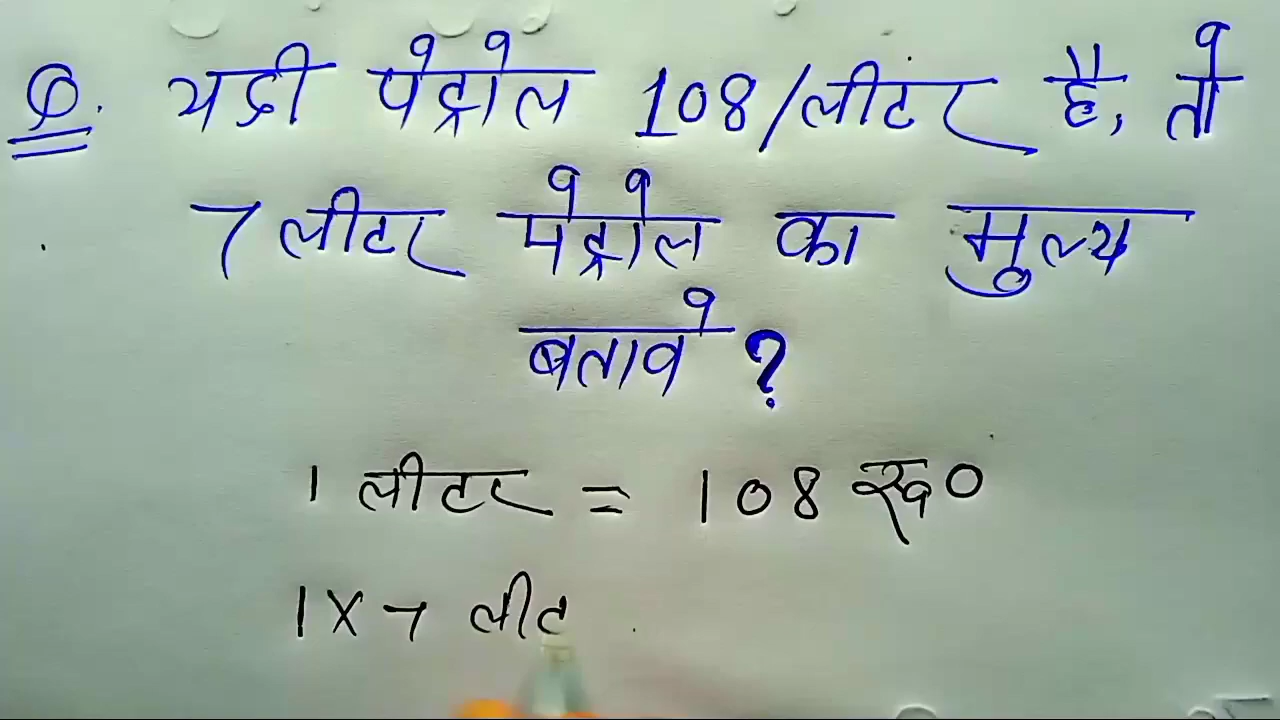 Q. यदी पेट्रोल 108/लीटर है, तो
7 लीटर पेट्रोल का मुल्य
बतावे ?
1 लीटर = 108 रू०
1 X 7 लीट